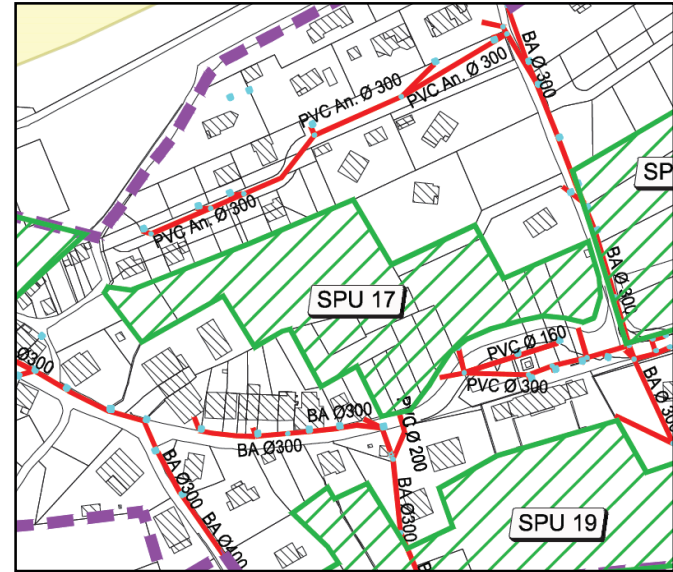 BA Ø 300
PVC An. Ø 300
PVC An. Ø 300
SP
PVC An. Ø 300
BA Ø 300
SPU 17
PVC Ø 160
Ø300
PVC Ø 300
BA Ø 300
BA Ø300
BA Ø300
PVC Ø 200
BA Ø300
BA Ø300
BA Ø400
SPU 19